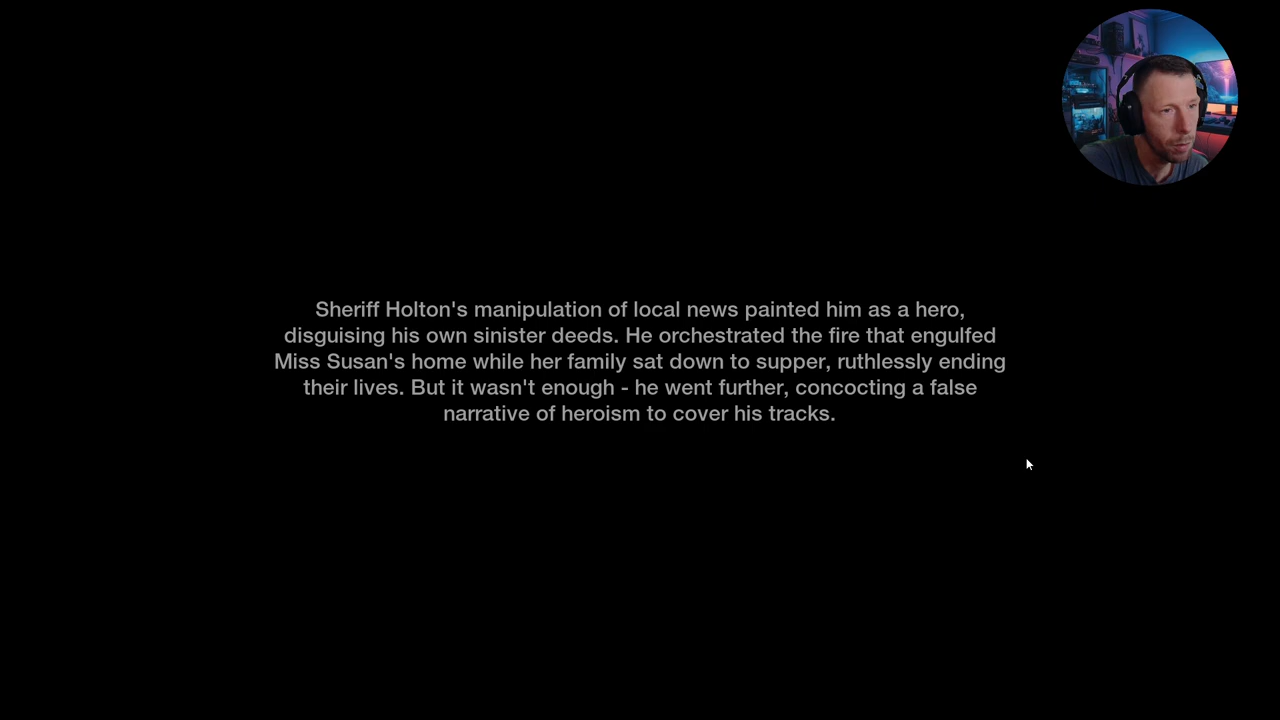 Sheriff Holton's manipulation of local news painted him as a hero,
disguising his own sinister deeds. He orchestrated the fire that engulfed
Miss Susan's home while her family sat down to supper, ruthlessly ending
their lives. But it wasn't enough - he went further, concocting a false
narrative of heroism to cover his tracks.